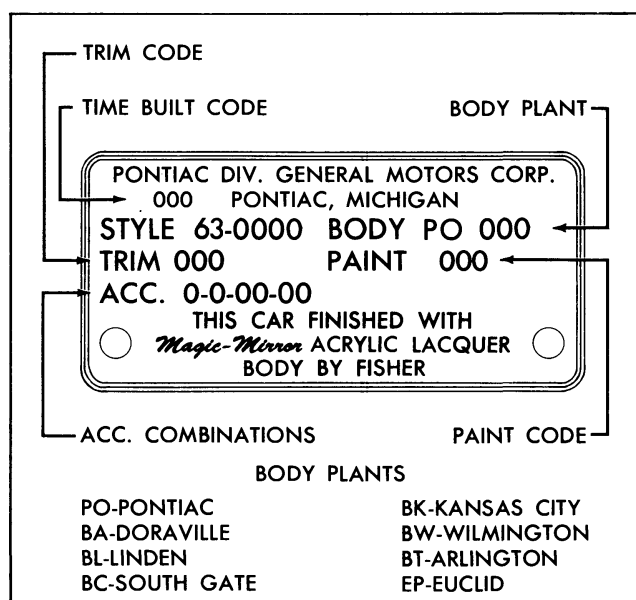 TRIM CODE
TIME BUILT CODE BODY PLANT
PONTIAC DIV. GENERAL MOTORS CORP.
000 PONTIAC, MICHIGAN
STYLE 63-0000 BODY PO 000
TRIM 000 PAINT 000
ACC. 0-0-00-00
THIS CAR FINISHED WITH
Magic-Mirror ACRYLIC LACQUER
BODY BY FISHER
ACC. COMBINATIONS PAINT CODE
BODY PLANTS
PO-PONTIAC BK-KANSAS CITY
BA-DORAVILLE BW-WILMINGTON
BL-LINDEN BT-ARLINGTON
BC-SOUTH GATE EP-EUCLID